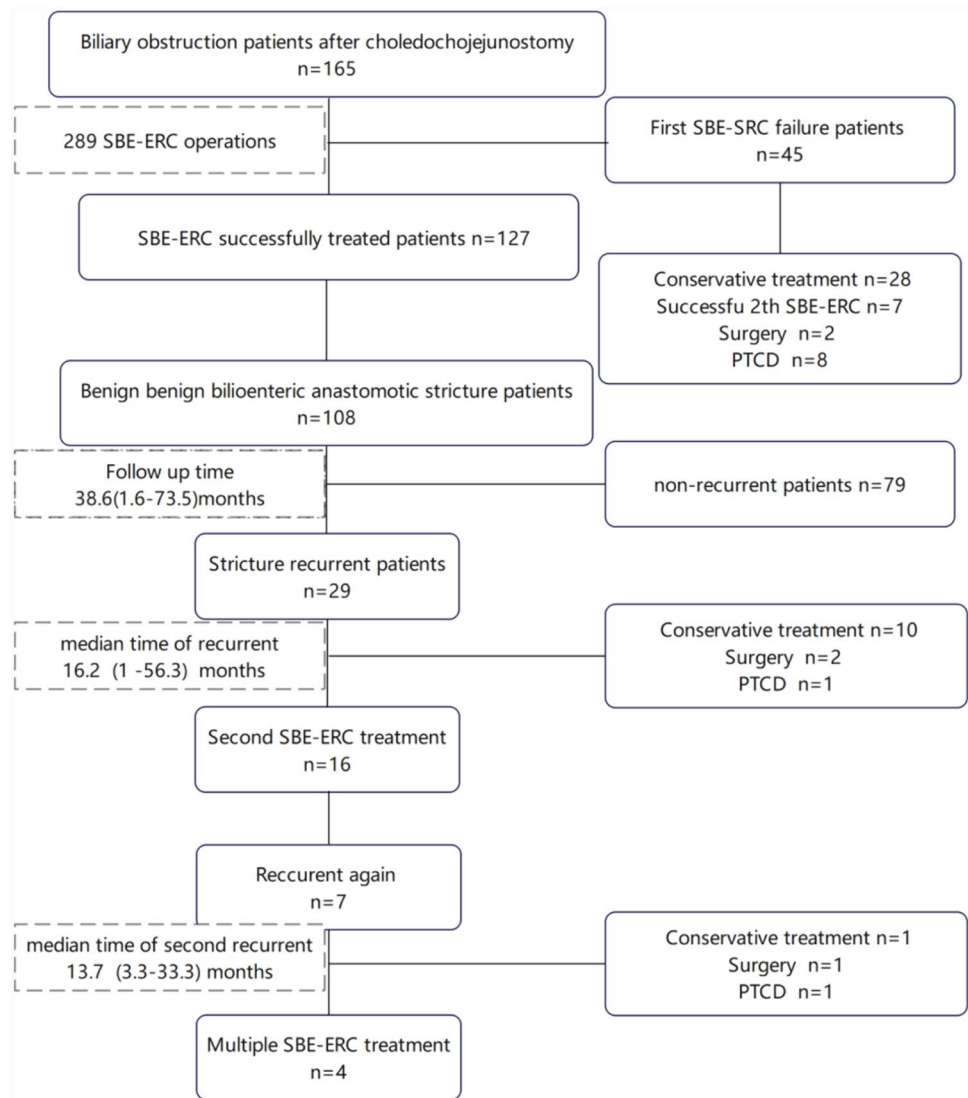 Biliary obstruction patients after choledochojejunostomy
n=165
289 SBE-ERC operations
First SBE-SRC failure patients
n=45
SBE-ERC successfully treated patients n=127
Conservative treatment n=28
Successfu 2th SBE-ERC n=7
Surgery n=2
PTCD n=8
Benign benign bilioenteric anastomotic stricture patients
n=108
Follow up time
38.6(1.6-73.5)months
non-recurrent patients n=79
Stricture recurrent patients
n=29
median time of recurrent
16.2 (1 -56.3) months
Conservative treatment n=10
Surgery n=2
PTCD n=1
Second SBE-ERC treatment
n=16
Reccurent again
n=7
median time of second recurrent
13.7 (3.3-33.3) months
Conservative treatment n=1
Surgery n=1
PTCD n=1
Multiple SBE-ERC treatment
n=4